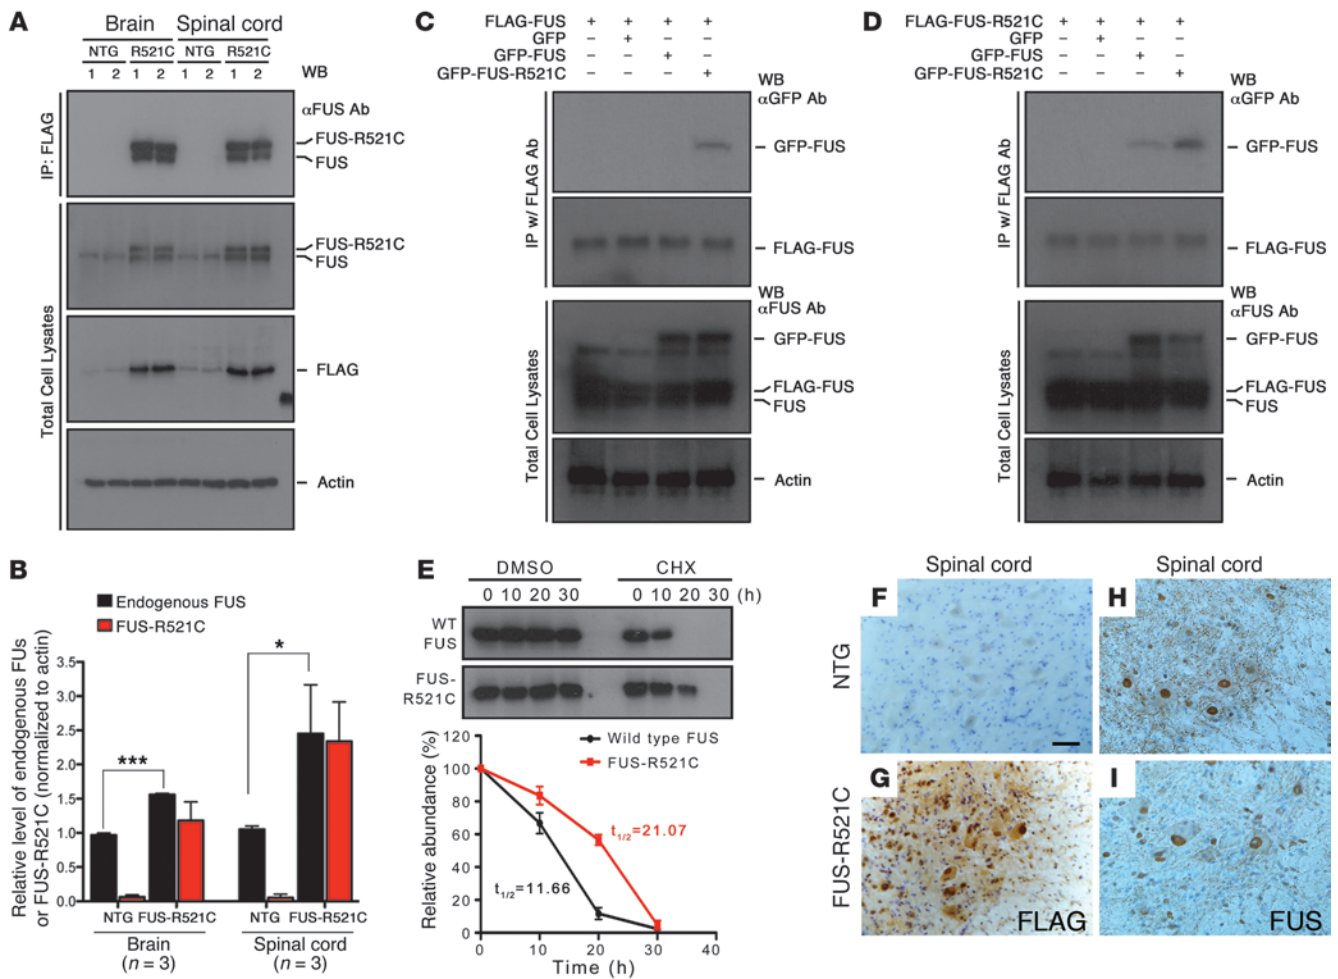 A
Brain Spinal cord
NTG R521C NTG R521C
1 2 1 2 1 2 1 2 WB
IP: FLAG
αFUS Ab
FUS-R521C
FUS
Total Cell Lysates
FUS-R521C
FUS
FLAG
Actin
C
FLAG-FUS + + + +
GFP – + – –
GFP-FUS – – + –
GFP-FUS-R521C – – – +
WB
αGFP Ab
IP w/ FLAG Ab
GFP-FUS
FLAG-FUS
WB
αFUS Ab
Total Cell Lysates
GFP-FUS
FLAG-FUS
FUS
Actin
D
FLAG-FUS-R521C + + + +
GFP – + – –
GFP-FUS – – + –
GFP-FUS-R521C – – – +
WB
αGFP Ab
IP w/ FLAG Ab
GFP-FUS
FLAG-FUS
WB
αFUS Ab
Total Cell Lysates
GFP-FUS
FLAG-FUS
FUS
Actin
B
Endogenous FUS
FUS-R521C
Relative level of endogenous FUs
or FUS-R521C (normalized to actin)
3.5
3.0
2.5
2.0
1.5
1.0
0.5
0.0
***
*
NTG FUS-R521C NTG FUS-R521C
Brain Spinal cord
(n = 3) (n = 3)
E
DMSO CHX
0 10 20 30 0 10 20 30 (h)
WT
FUS
FUS-
R521C
Relative abundance (%)
120
100
80
60
40
20
0
Wild type FUS
FUS-R521C
t1/2=21.07
t1/2=11.66
0 10 20 30 40
Time (h)
Spinal cord Spinal cord
F
H
NTG
G
I
FUS-R521C
FLAG
FUS